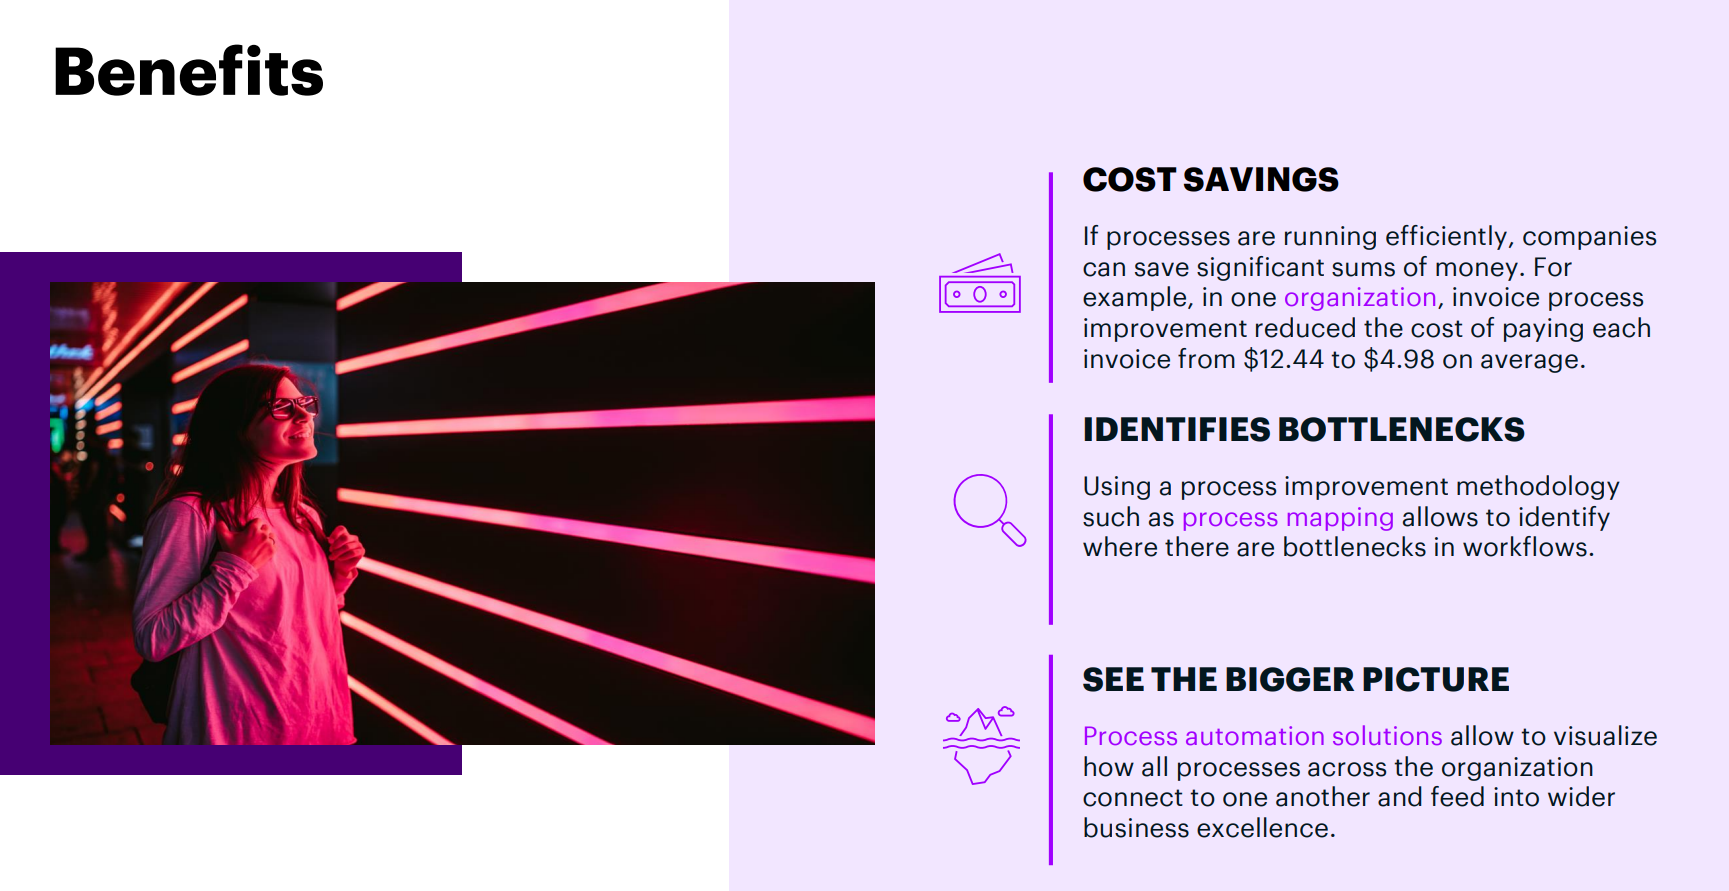 Benefits
COST SAVINGS
If processes are running efficiently, companies
can save significant sums of money. For
example, in one organization, invoice process
improvement reduced the cost of paying each
invoice from $12.44 to $4.98 on average.
IDENTIFIES BOTTLENECKS
Using a process improvement methodology
such as process mapping allows to identify
where there are bottlenecks in workflows.
SEE THE BIGGER PICTURE
Process automation solutions allow to visualize
how all processes across the organization
connect to one another and feed into wider
business excellence.